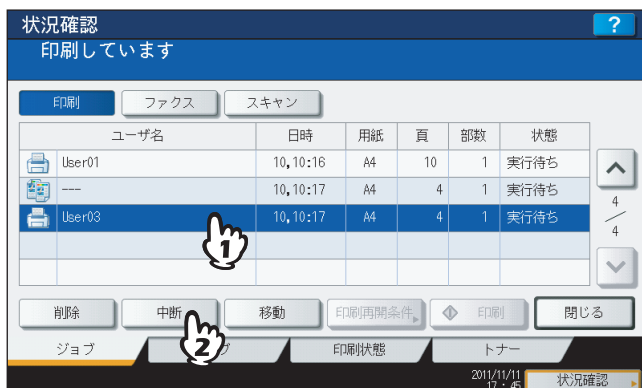 状況確認
?
印刷しています
印刷 ファクス スキャン
ユーザ名 日時 用紙 頁 部数 状態
User01 10,10:16 A4 10 1 実行待ち
--- 10,10:17 A4 4 1 実行待ち
User03 10,10:17 A4 4 1 実行待ち
4
4
1
削除 中断 移動 印刷再開条件 印刷 閉じる
2
ジョブ グ 印刷状態 トナー
2011/11/11
17:45 状況確認